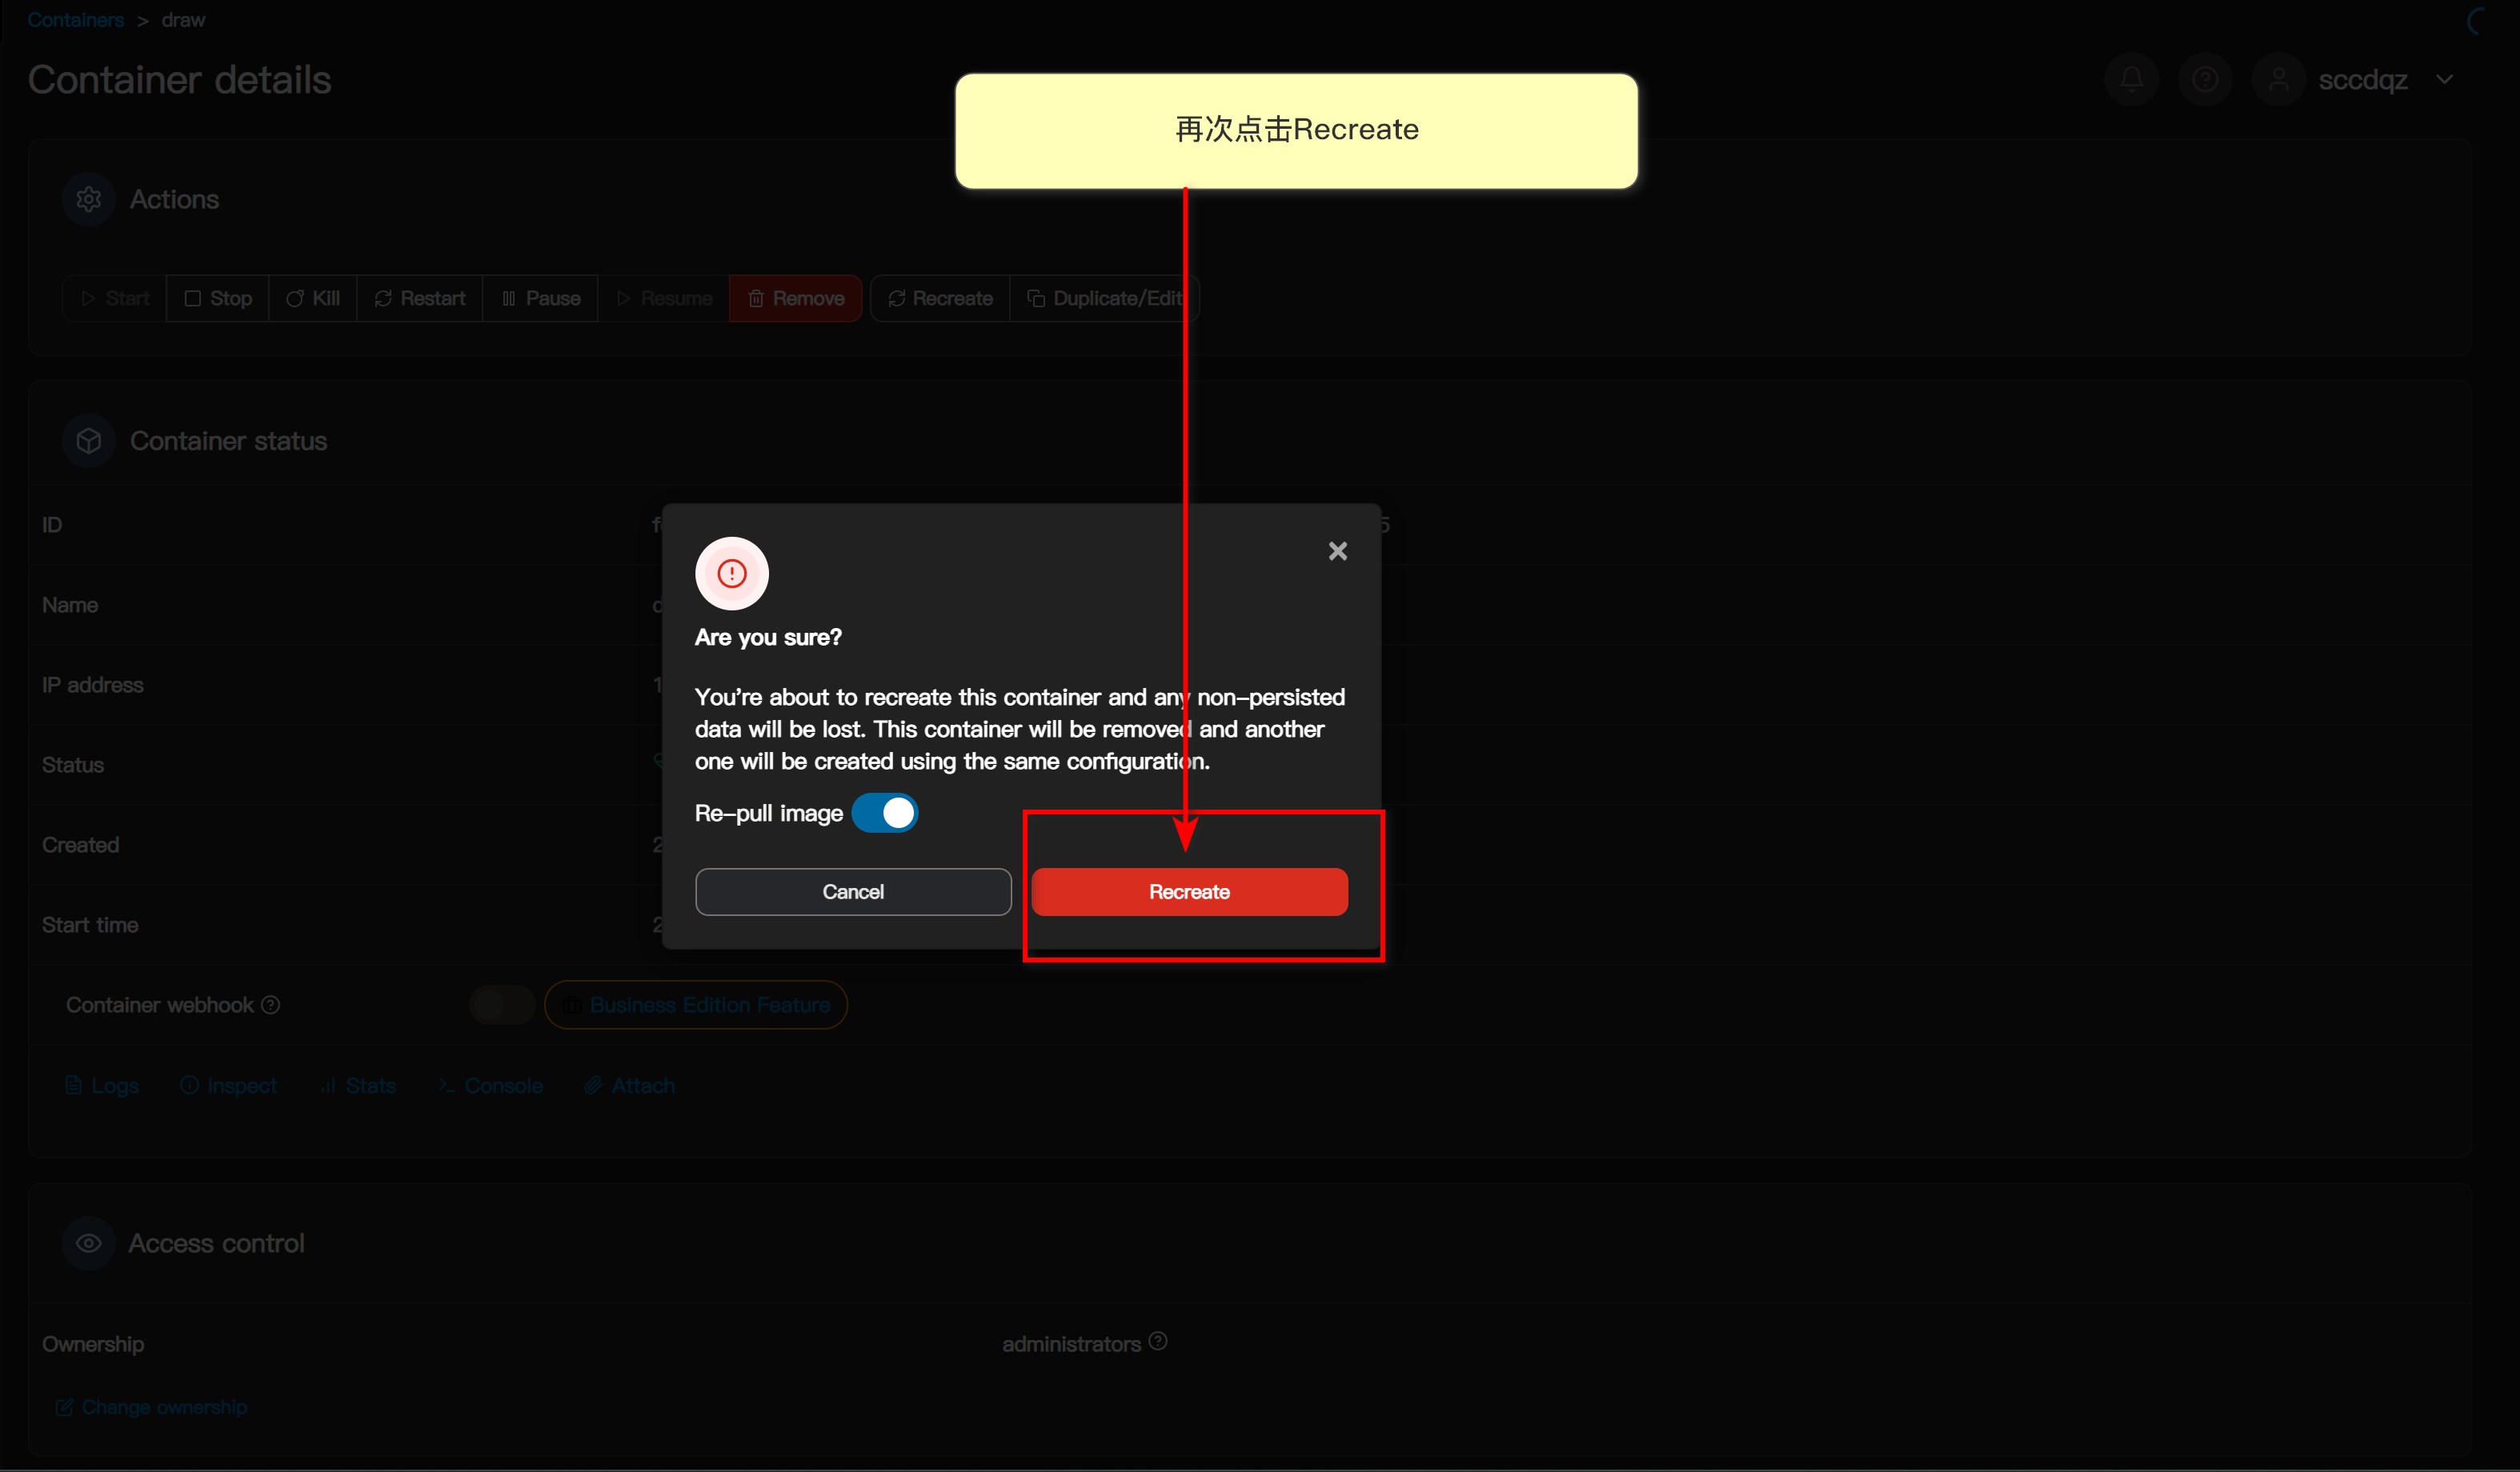 Containers > draw
Container details
sccdqz
再次点击Recreate
Actions
Start
Stop
Kill
Restart
Pause
Resume
Remove
Recreate
Duplicate/Edit
Container status
ID
Name
IP address
Status
Created
Start time
Are you sure?
You're about to recreate this container and any non-persisted
data will be lost. This container will be removed and another
one will be created using the same configuration.
Re-pull image
Cancel
Recreate
Container webhook
Business Edition Feature
Logs
Inspect
Stats
Console
Attach
Access control
Ownership
administrators
Change ownership